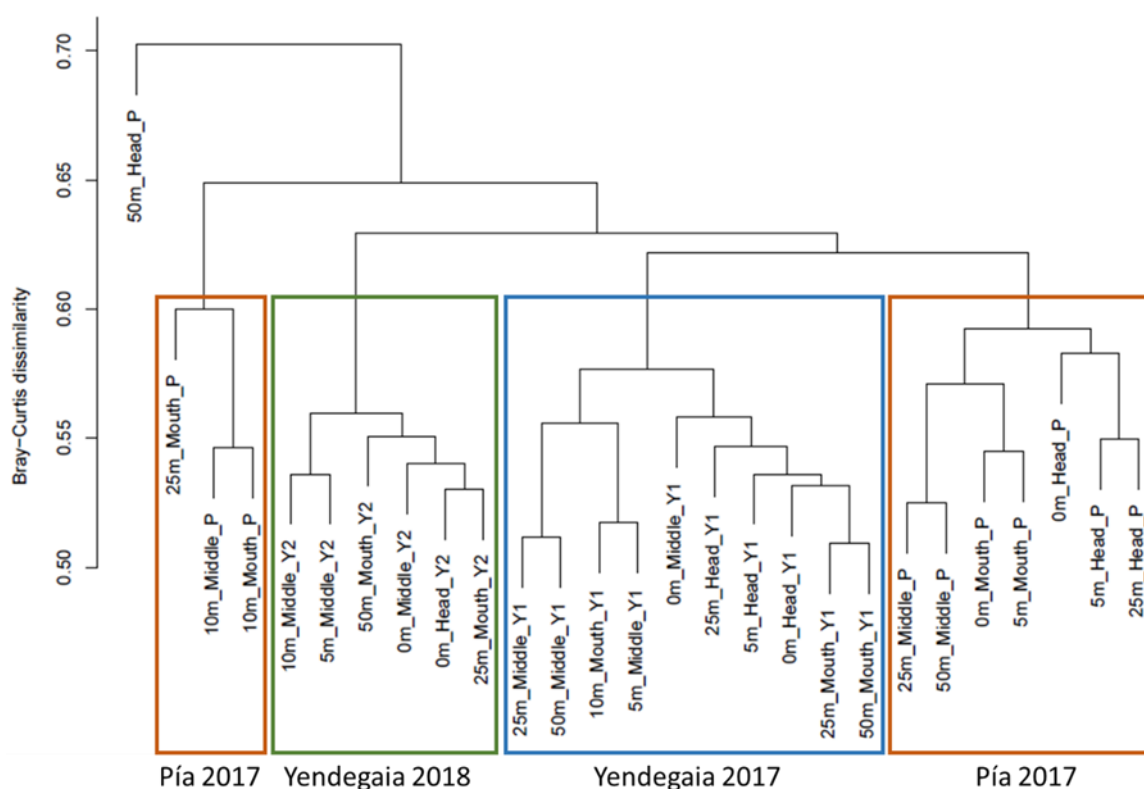 0.70
0.65
0.60
0.55
0.50
Bray-Curtis dissimilarity
50m_Head_P
25m_Mouth_P
10m_Middle_P
10m_Mouth_P
10m_Middle_Y2
5m_Middle_Y2
50m_Mouth_Y2
0m_Middle_Y2
0m_Head_Y2
25m_Mouth_Y2
25m_Middle_Y1
50m_Middle_Y1
10m_Mouth_Y1
5m_Middle_Y1
0m_Middle_Y1
25m_Head_Y1
5m_Head_Y1
0m_Head_Y1
25m_Mouth_Y1
50m_Mouth_Y1
25m_Middle_P
50m_Middle_P
0m_Mouth_P
5m_Mouth_P
0m_Head_P
5m_Head_P
25m_Head_P
Pía 2017
Yendegaia 2018
Yendegaia 2017
Pía 2017